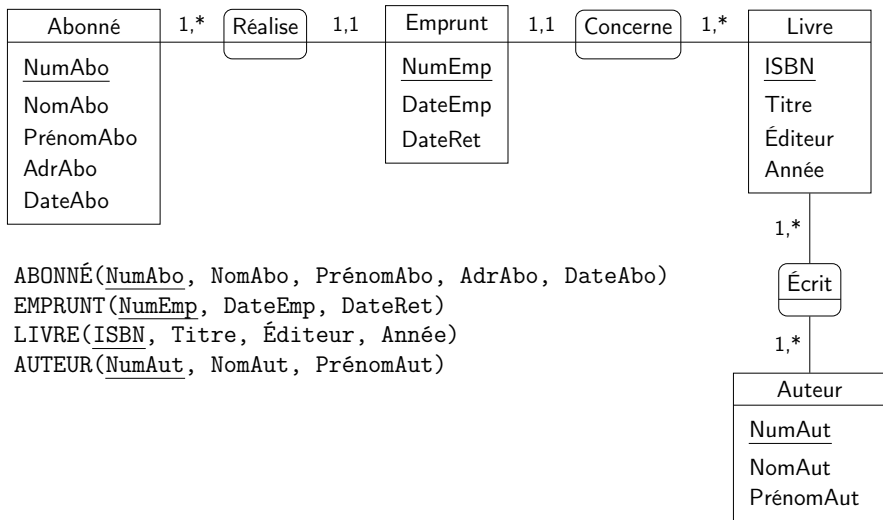 Abonné 1,* Réalise 1,1 Emprunt 1,1 Concerne 1,* Livre
NumAbo
NomAbo
PrénomAbo
AdrAbo
DateAbo
NumEmp
DateEmp
DateRet
ISBN
Titre
Éditeur
Année
1,*
Écrit
1,*
Auteur
NumAut
NomAut
PrénomAut
ABONNÉ(NumAbo, NomAbo, PrénomAbo, AdrAbo, DateAbo)
EMPRUNT(NumEmp, DateEmp, DateRet)
LIVRE(ISBN, Titre, Éditeur, Année)
AUTEUR(NumAut, NomAut, PrénomAut)